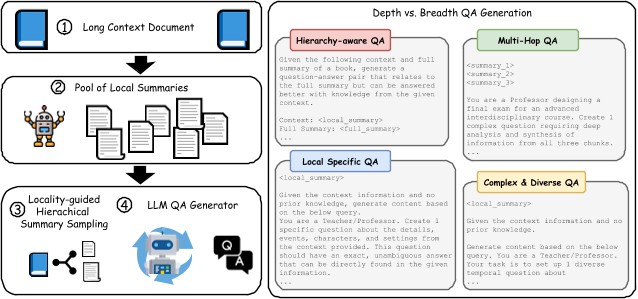 ① Long Context Document
② Pool of Local Summaries
③ Locality-guided
Hierachical
Summary Sampling
④ LLM QA Generator
Q
A
Depth vs. Breadth QA Generation
Hierarchy-aware QA
Given the following context and full
summary of a book, generate a
question-answer pair that relates to
the full summary but can be answered
better with knowledge from the given
context.
Context: <local_summary>
Full Summary: <full_summary>
...
Multi-Hop QA
<summary_1>
<summary_2>
<summary_3>
You are a Professor designing a
final exam for an advanced
interdisciplinary course. Create 1
complex question requring deep
analysis and synthesis of
information from all three chunks.
...
Local Specific QA
<local_summary>
Given the context information and no
prior knowledge, generate content based
on the below query.
You are a Teacher/Professor. Create 1
specific question about the details,
events, characters, and settings from
the context provided. This question
should have an exact, unambiguous answer
that can be directly found in the given
information.
...
Complex & Diverse QA
<local_summary>
Given the context information and no
prior knowledge.
Generate content based on the below
query. You are a Teacher/Professor.
Your task is to set up 1 diverse
temporal question about
...